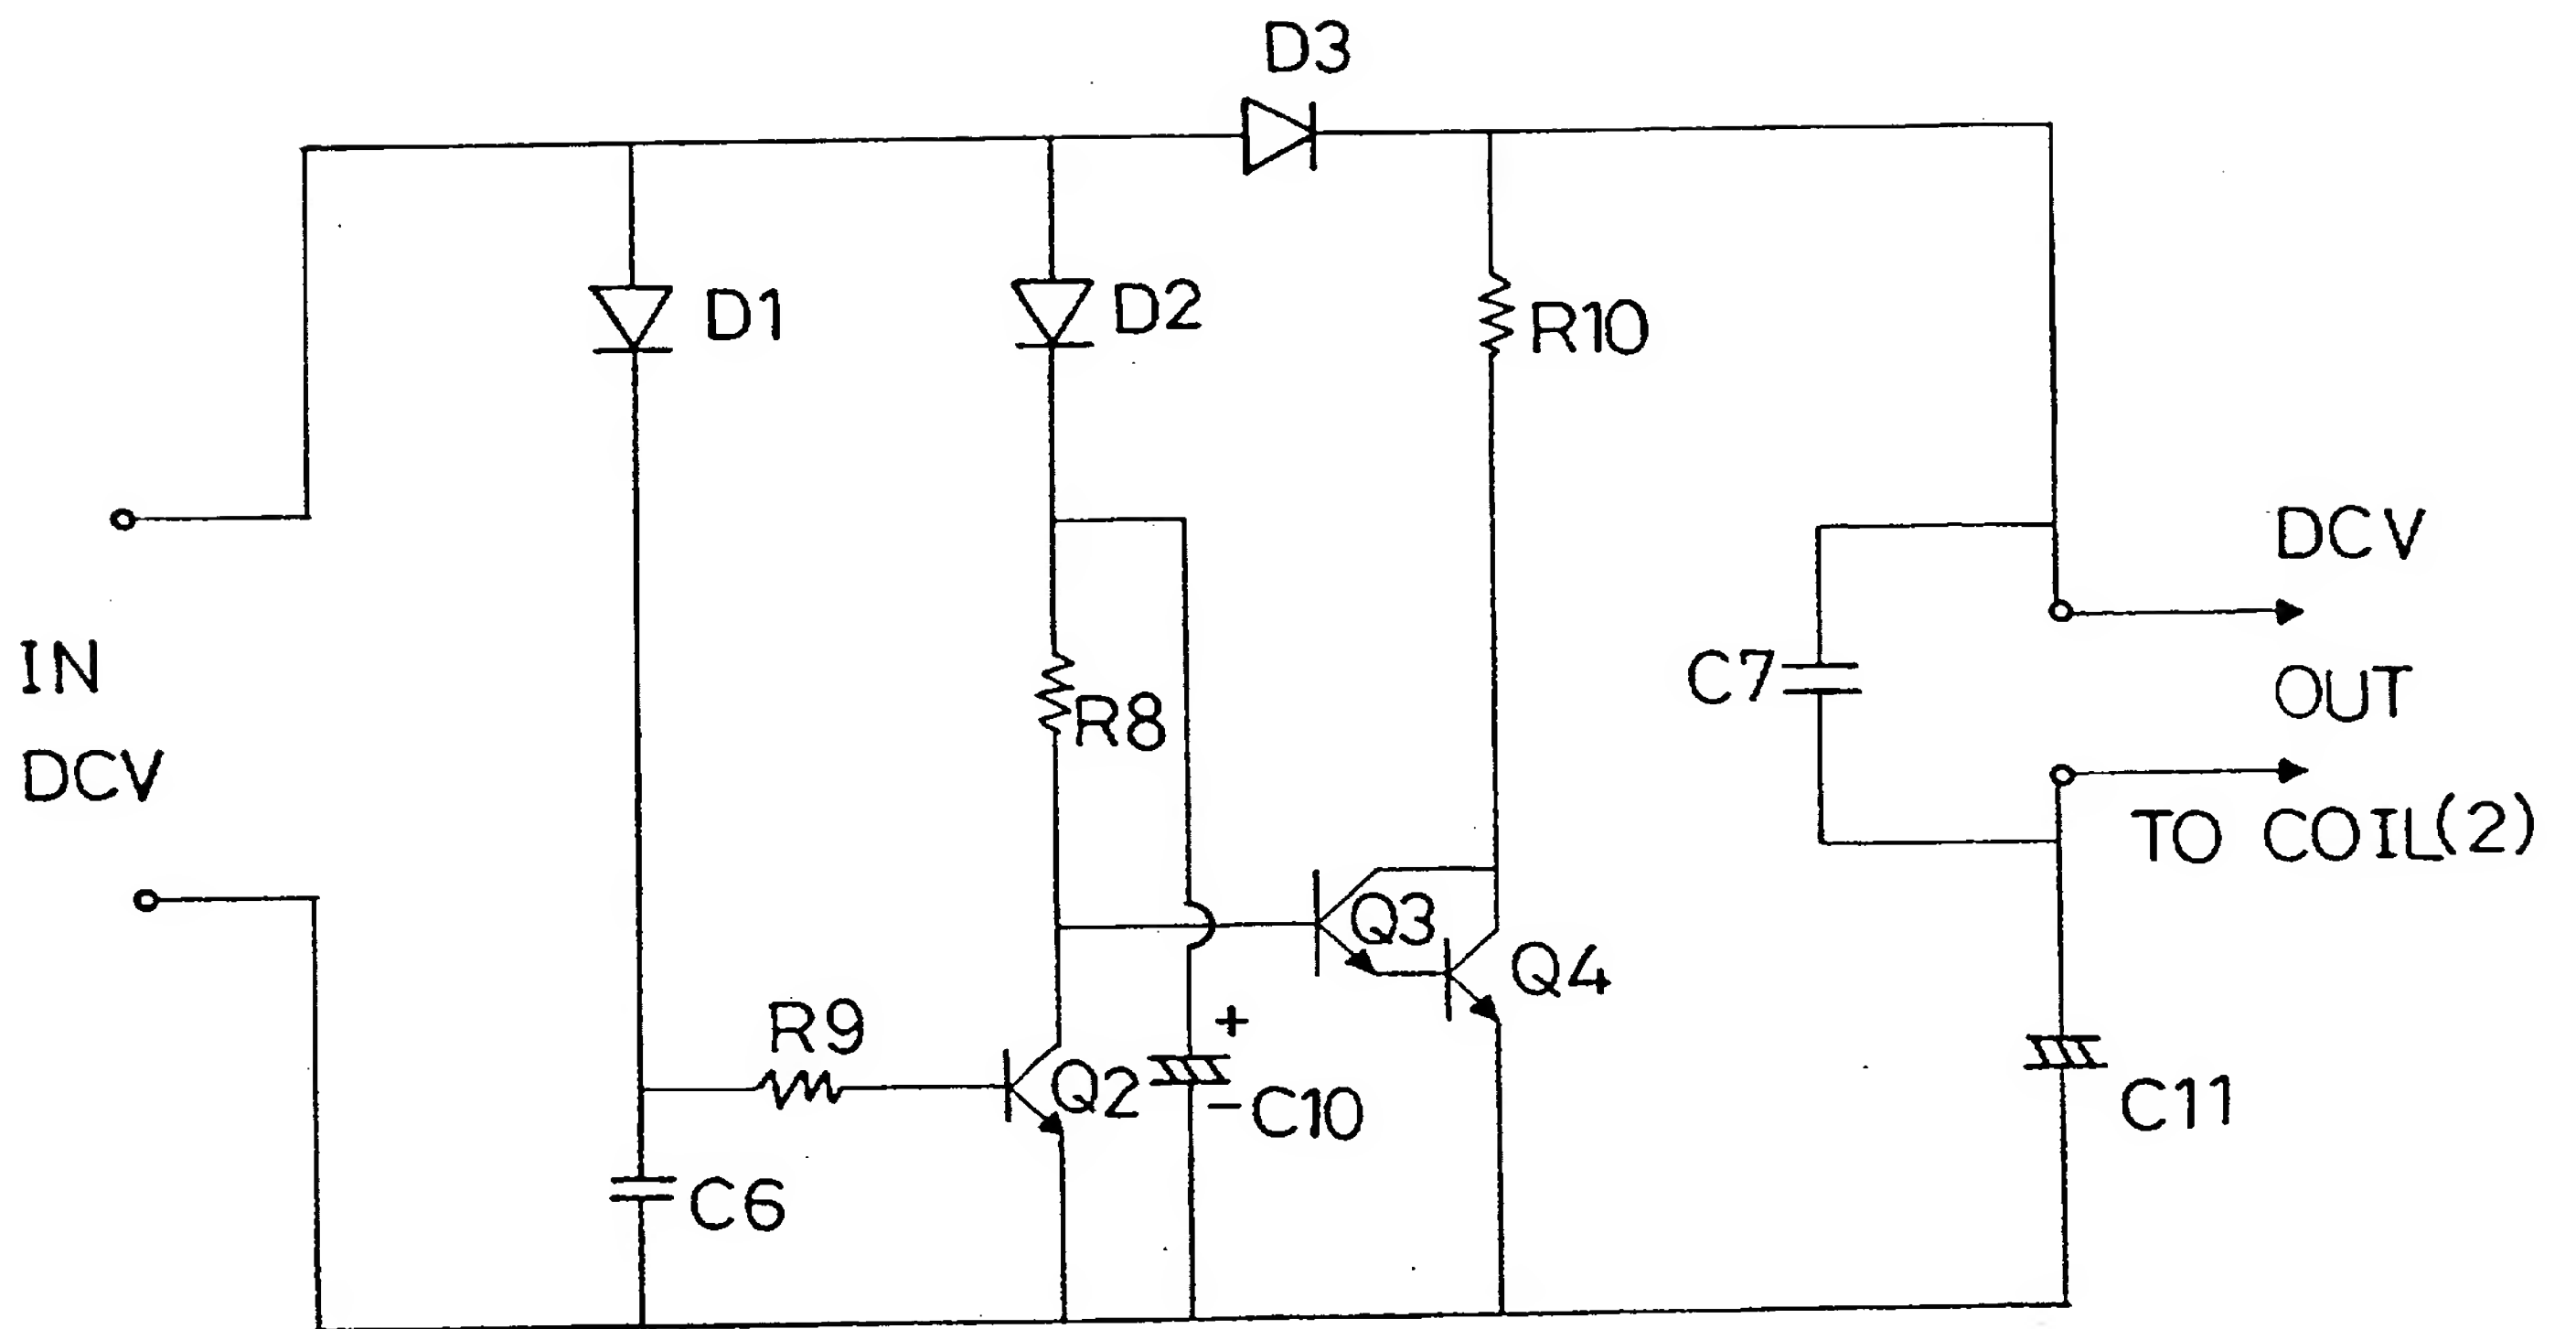 D3
D1
D2
R10
IN
DCV
R8
C7
DCV
OUT
TO COIL(2)
Q3
Q4
R9
Q2
+
-
C10
C11
C6